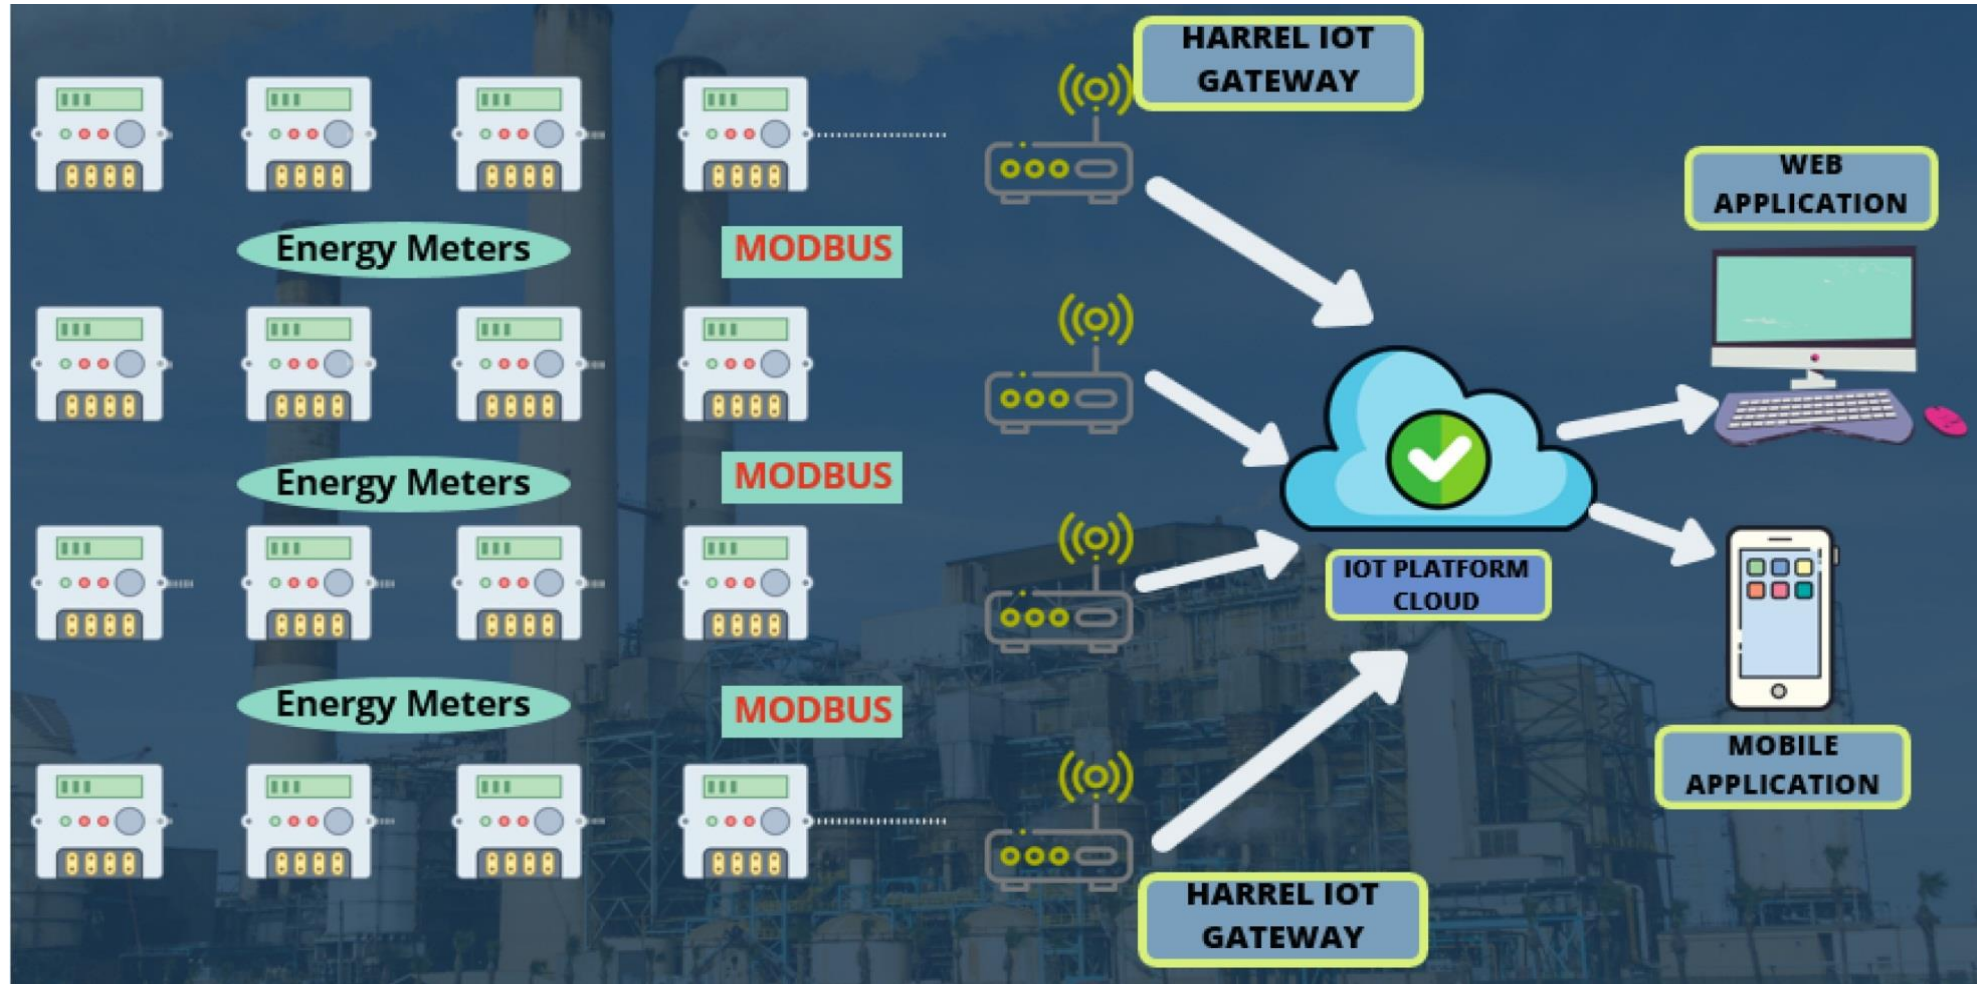 HARREL IOT
GATEWAY
WEB
APPLICATION
Energy Meters
MODBUS
Energy Meters
MODBUS
IOT PLATFORM
CLOUD
Energy Meters
MODBUS
MOBILE
APPLICATION
HARREL IOT
GATEWAY